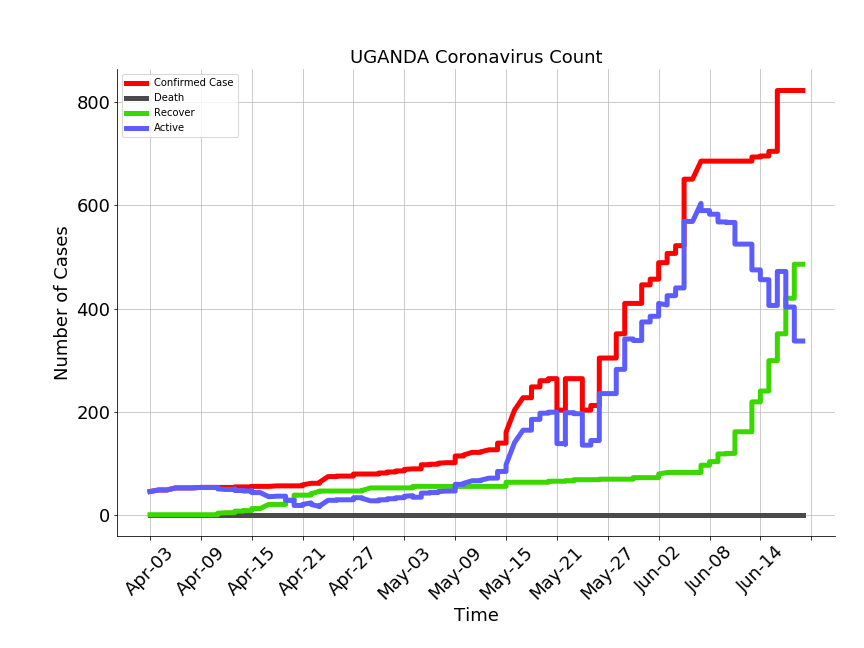 UGANDA Coronavirus Count
Confirmed Case
Death
Recover
Active
800
600
400
200
0
Number of Cases
Apr-03
Apr-09
Apr-15
Apr-21
Apr-27
May-03
May-09
May-15
May-21
May-27
Jun-02
Jun-08
Jun-14
Time